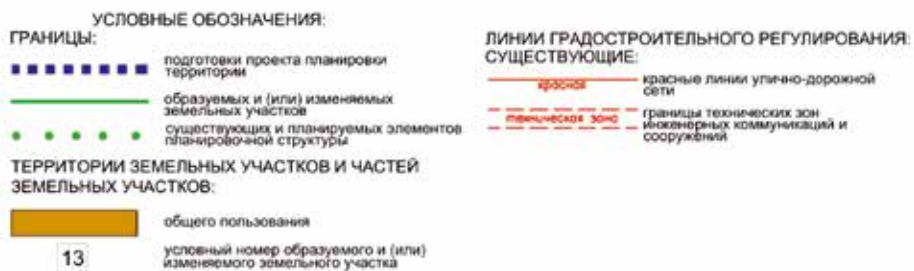 УСЛОВНЫЕ ОБОЗНАЧЕНИЯ:
ГРАНИЦЫ:
подготовки проекта планировки
территории
образуемых и (или) изменяемых
земельных участков
существующих и планируемых элементов
планировочной структуры
ТЕРРИТОРИИ ЗЕМЕЛЬНЫХ УЧАСТКОВ И ЧАСТЕЙ
ЗЕМЕЛЬНЫХ УЧАСТКОВ:
общего пользования
13
условный номер образуемого и (или)
изменяемого земельного участка
ЛИНИИ ГРАДОСТРОИТЕЛЬНОГО РЕГУЛИРОВАНИЯ:
СУЩЕСТВУЮЩИЕ:
красная
красные линии улично-дорожной
сети
техническая зона
границы технических зон
инженерных коммуникаций и
сооружений